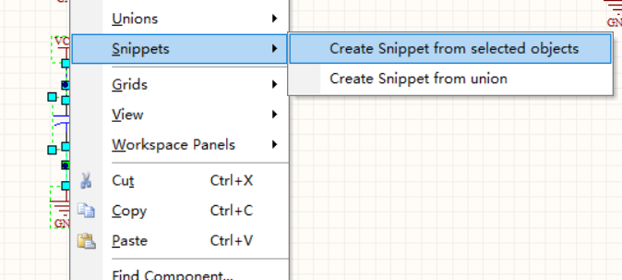 Unions
Snippets
Create Snippet from selected objects
Create Snippet from union
Grids
View
Workspace Panels
Cut Ctrl+X
Copy Ctrl+C
Paste Ctrl+V
Find Component...